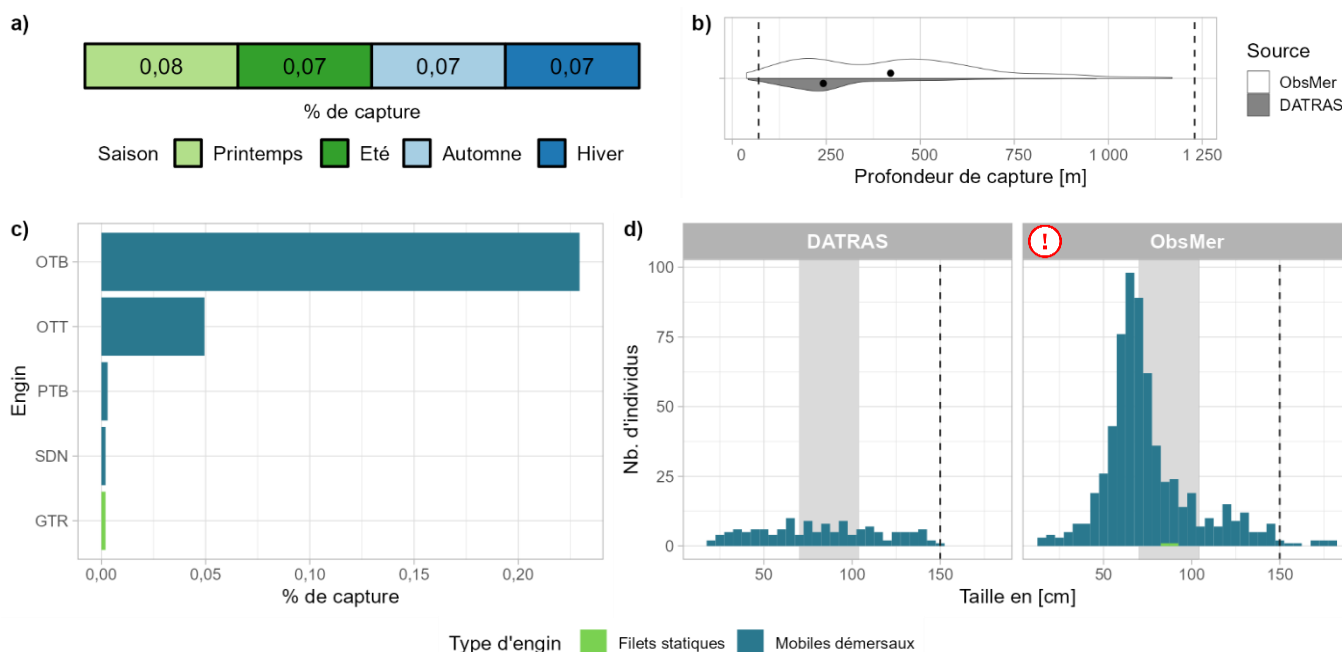 a)
0,08 0,07 0,07 0,07
% de capture
Saison Printemps Eté Automne Hiver
b)
0 250 500 750 1 000 1 250
Profondeur de capture [m]
Source
ObsMer
DATRAS
c)
Engin
OTB
OTT
PTB
SDN
GTR
0,00 0,05 0,10 0,15 0,20
% de capture
d)
DATRAS ! ObsMer
Nb. d'individus
100
75
50
25
0
50 100 150 50 100 150
Taille en [cm]
Type d'engin Filets statiques Mobiles démersaux